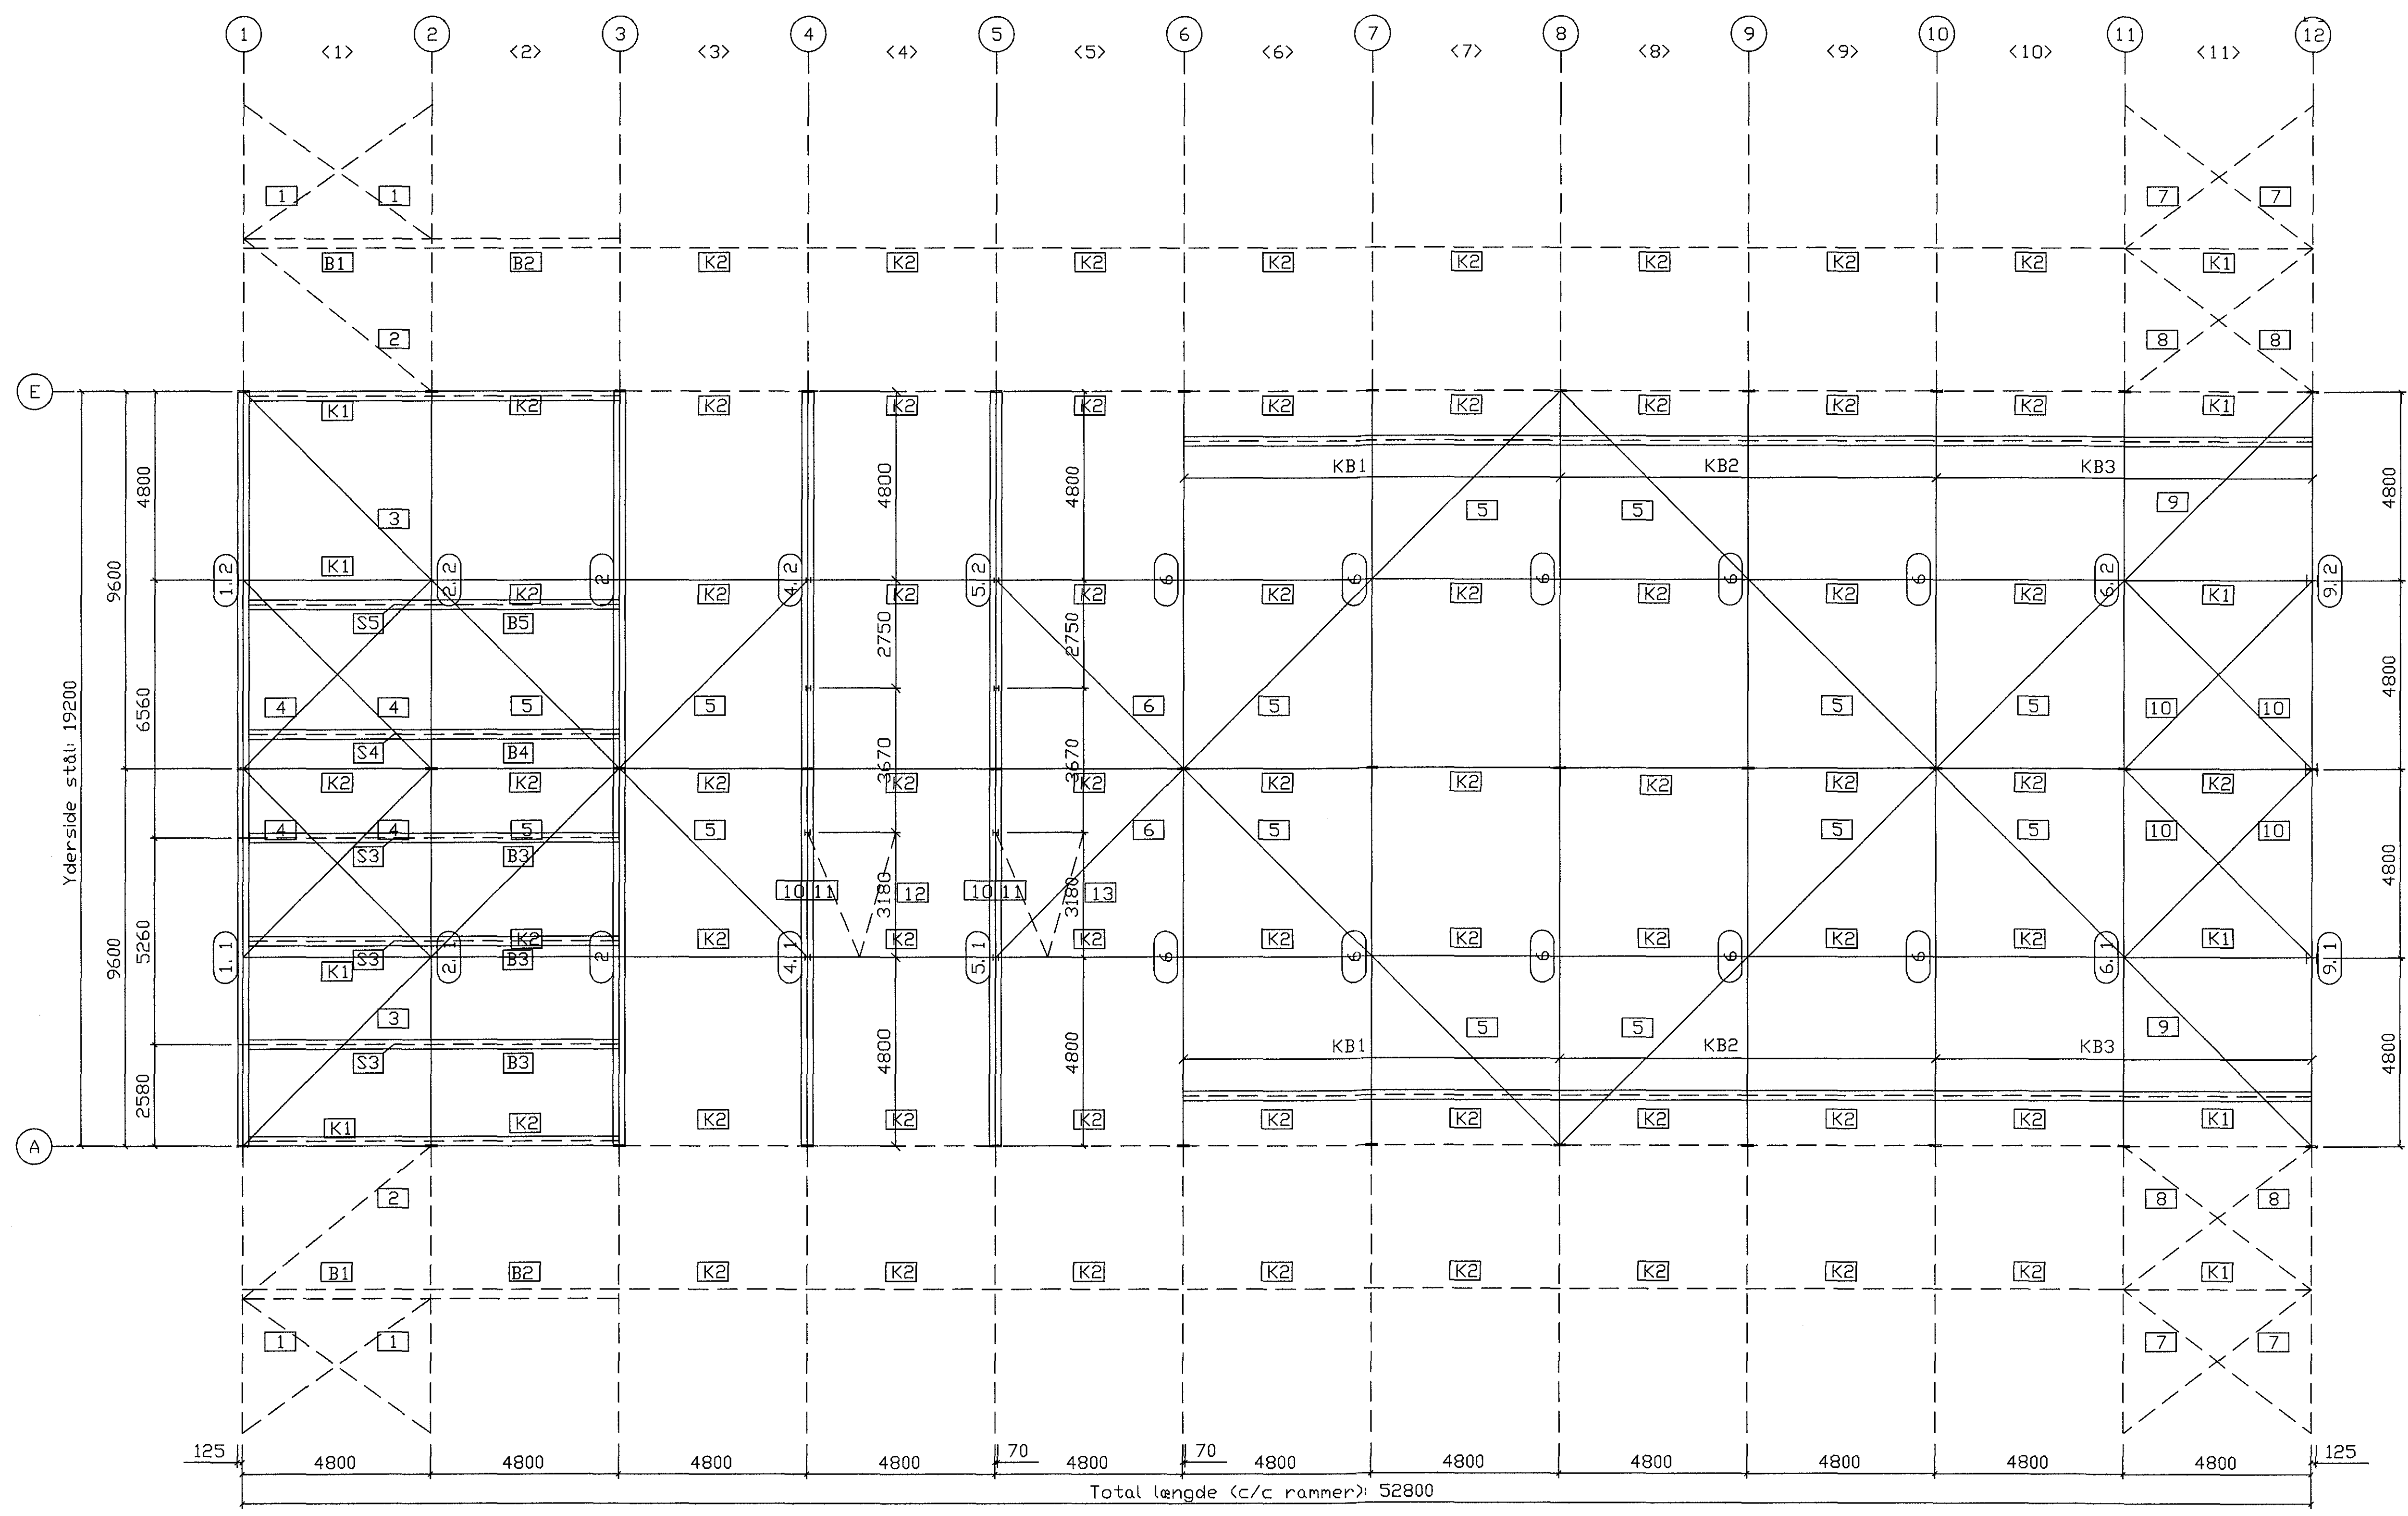 1 2 3 4 5 6 7 8 9 10 11 12
<1> <2> <3> <4> <5> <6> <7> <8> <9> <10> <11>
1 1 7 7
B1 B2 K2 K2 K2 K2 K2 K2 K2 K2 K1
2 8 8
E
K1 K2 K2 K2 K2 K2 K2 K2 K2 K2 K1
KB1 KB2 KB3
4800 4800 4800 4800
3 5 5 9
9600
K1
1.2 2.2 2 4.2 5.2 6 6 6 6 6 6.2 9.2
K2 K2 K2 K2 K2 K2 K2 K2 K2 K1
S5 B5
2750 2750
6560
4800
4 4 5 5 6 5 5 5 10 10
Yderside stål: 19200
S4 B4
3670 3670
K2 K2 K2 K2 K2 K2 K2 K2 K2 K2 K2
4 4 5 5 6 5 5 5 10 10
S3 B3
4800
10 11 12 10 11 13
3180 3180
9600
5260
K2 K2 K2 K2 K2 K2 K2 K2 K2 K1
1.1 2.1 2 4.1 5.1 6 6 6 6 6 6.1 9.1
K1 S3 B3
3 5 5 9
KB1 KB2 KB3
4800 4800 4800
S3 B3
2580
K1 K2 K2 K2 K2 K2 K2 K2 K2 K2 K1
A
2 8 8
B1 B2 K2 K2 K2 K2 K2 K2 K2 K2 K1
1 1 7 7
125 70 70 125
4800 4800 4800 4800 4800 4800 4800 4800 4800 4800 4800
Total længde (c/c rammer): 52800